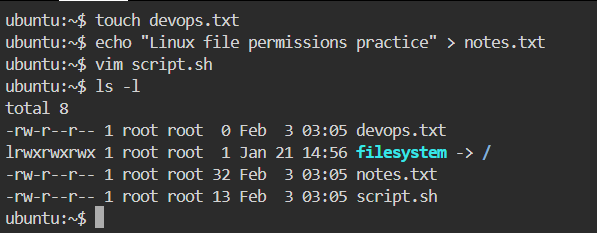 ubuntu:~$ touch devops.txt
ubuntu:~$ echo "Linux file permissions practice" > notes.txt
ubuntu:~$ vim script.sh
ubuntu:~$ ls -l
total 8
-rw-r--r-- 1 root root  0 Feb  3 03:05 devops.txt
lrwxrwxrwx 1 root root  1 Jan 21 14:56 filesystem -> /
-rw-r--r-- 1 root root 32 Feb  3 03:05 notes.txt
-rw-r--r-- 1 root root 13 Feb  3 03:05 script.sh
ubuntu:~$